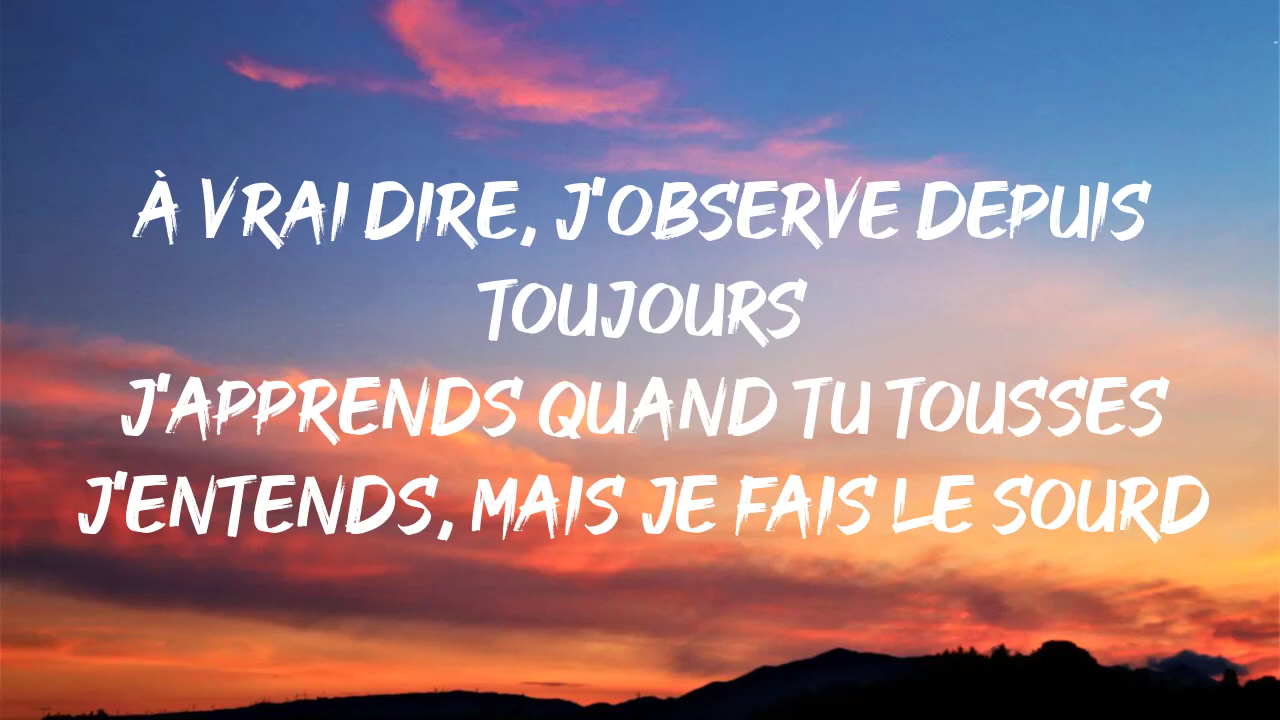 À VRAI DIRE, J'OBSERVE DEPUIS
TOUJOURS
J'APPRENDS QUAND TU TOUSSES
J'ENTENDS, MAIS JE FAIS LE SOURD